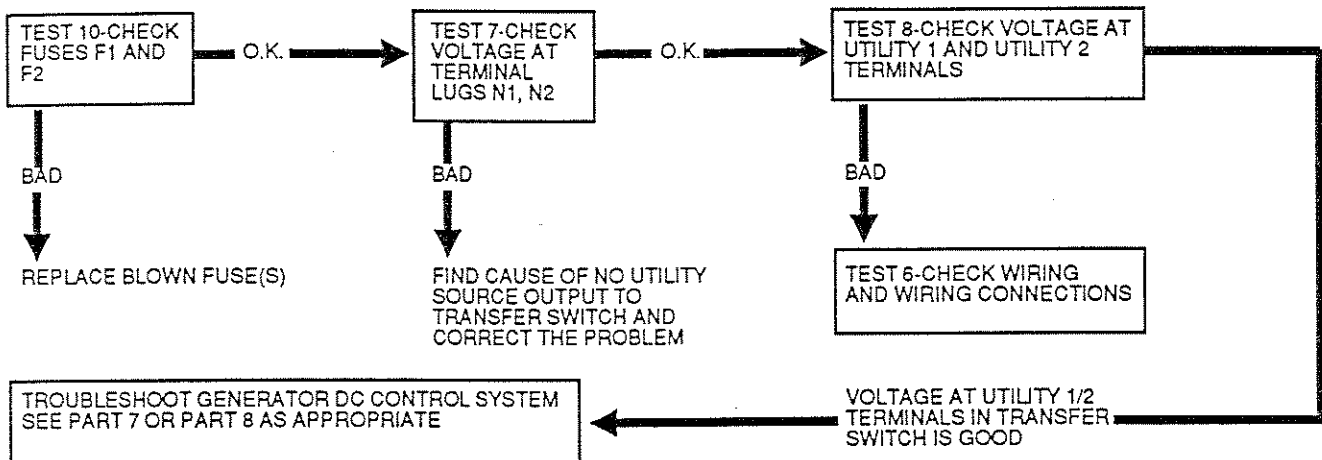 TEST 10-CHECK
FUSES F1 AND
F2
O.K.
TEST 7-CHECK
VOLTAGE AT
TERMINAL
LUGS N1, N2
O.K.
TEST 8-CHECK VOLTAGE AT
UTILITY 1 AND UTILITY 2
TERMINALS
BAD
BAD
BAD
REPLACE BLOWN FUSE(S)
FIND CAUSE OF NO UTILITY
SOURCE OUTPUT TO
TRANSFER SWITCH AND
CORRECT THE PROBLEM
TEST 6-CHECK WIRING
AND WIRING CONNECTIONS
TROUBLESHOOT GENERATOR DC CONTROL SYSTEM
SEE PART 7 OR PART 8 AS APPROPRIATE
VOLTAGE AT UTILITY 1/2
TERMINALS IN TRANSFER
SWITCH IS GOOD